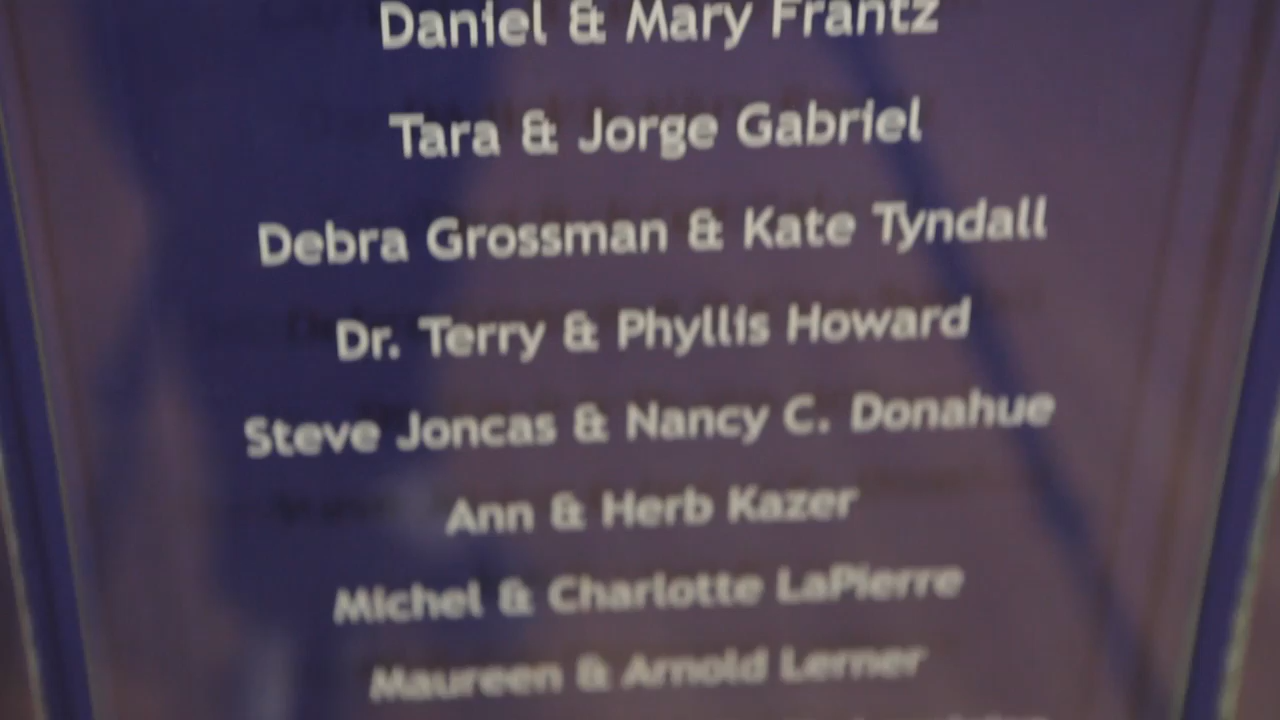 Daniel & Mary Frantz
Tara & Jorge Gabriel
Debra Grossman & Kate Tyndall
Dr. Terry & Phyllis Howard
Steve Joncas & Nancy C. Donahue
Ann & Herb Kazer
Michel & Charlotte LaPierre
Maureen & Arnold Lerner